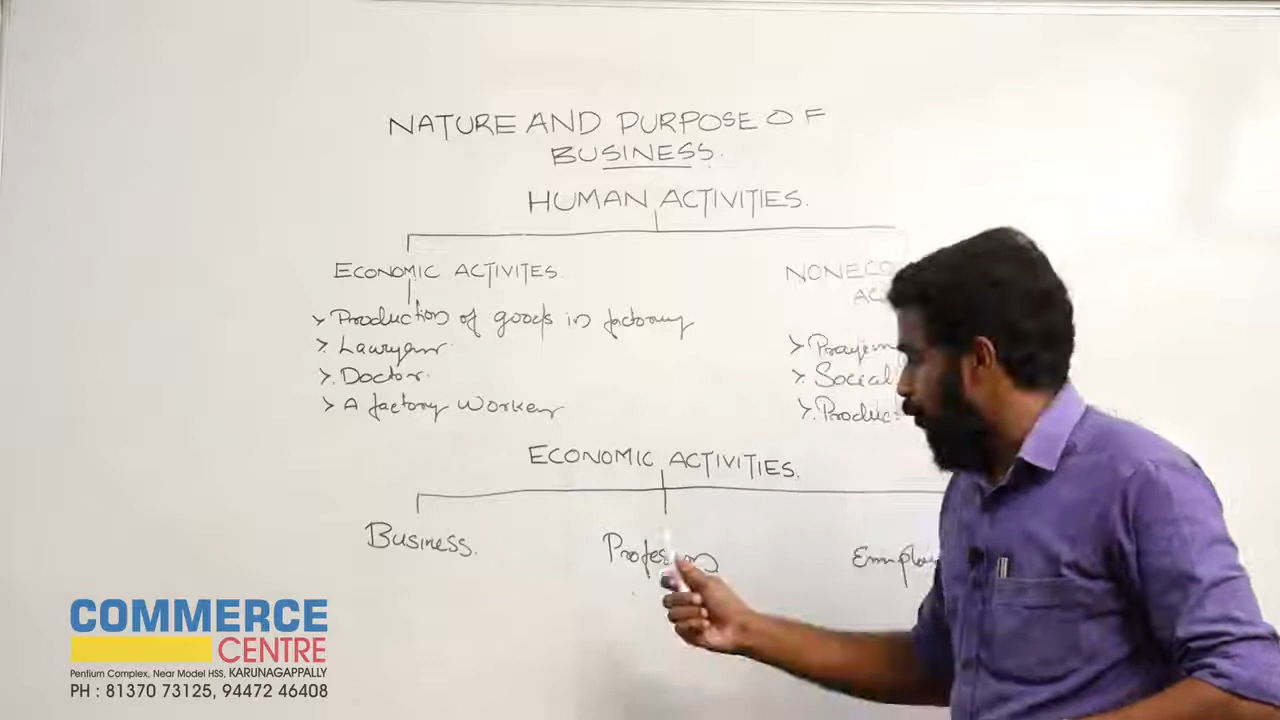 NATURE AND PURPOSE OF
BUSINESS.
HUMAN ACTIVITIES.
ECONOMIC ACTIVITES.
> Production of goods in factory
> Lawyer
> Doctor.
> A factory Worker
> Social
ECONOMIC ACTIVITIES.
Business.
COMMERCE
CENTRE
Pentium Complex, Near Model HSS, KARUNAGAPPALLY
PH : 81370 73125, 94472 46408